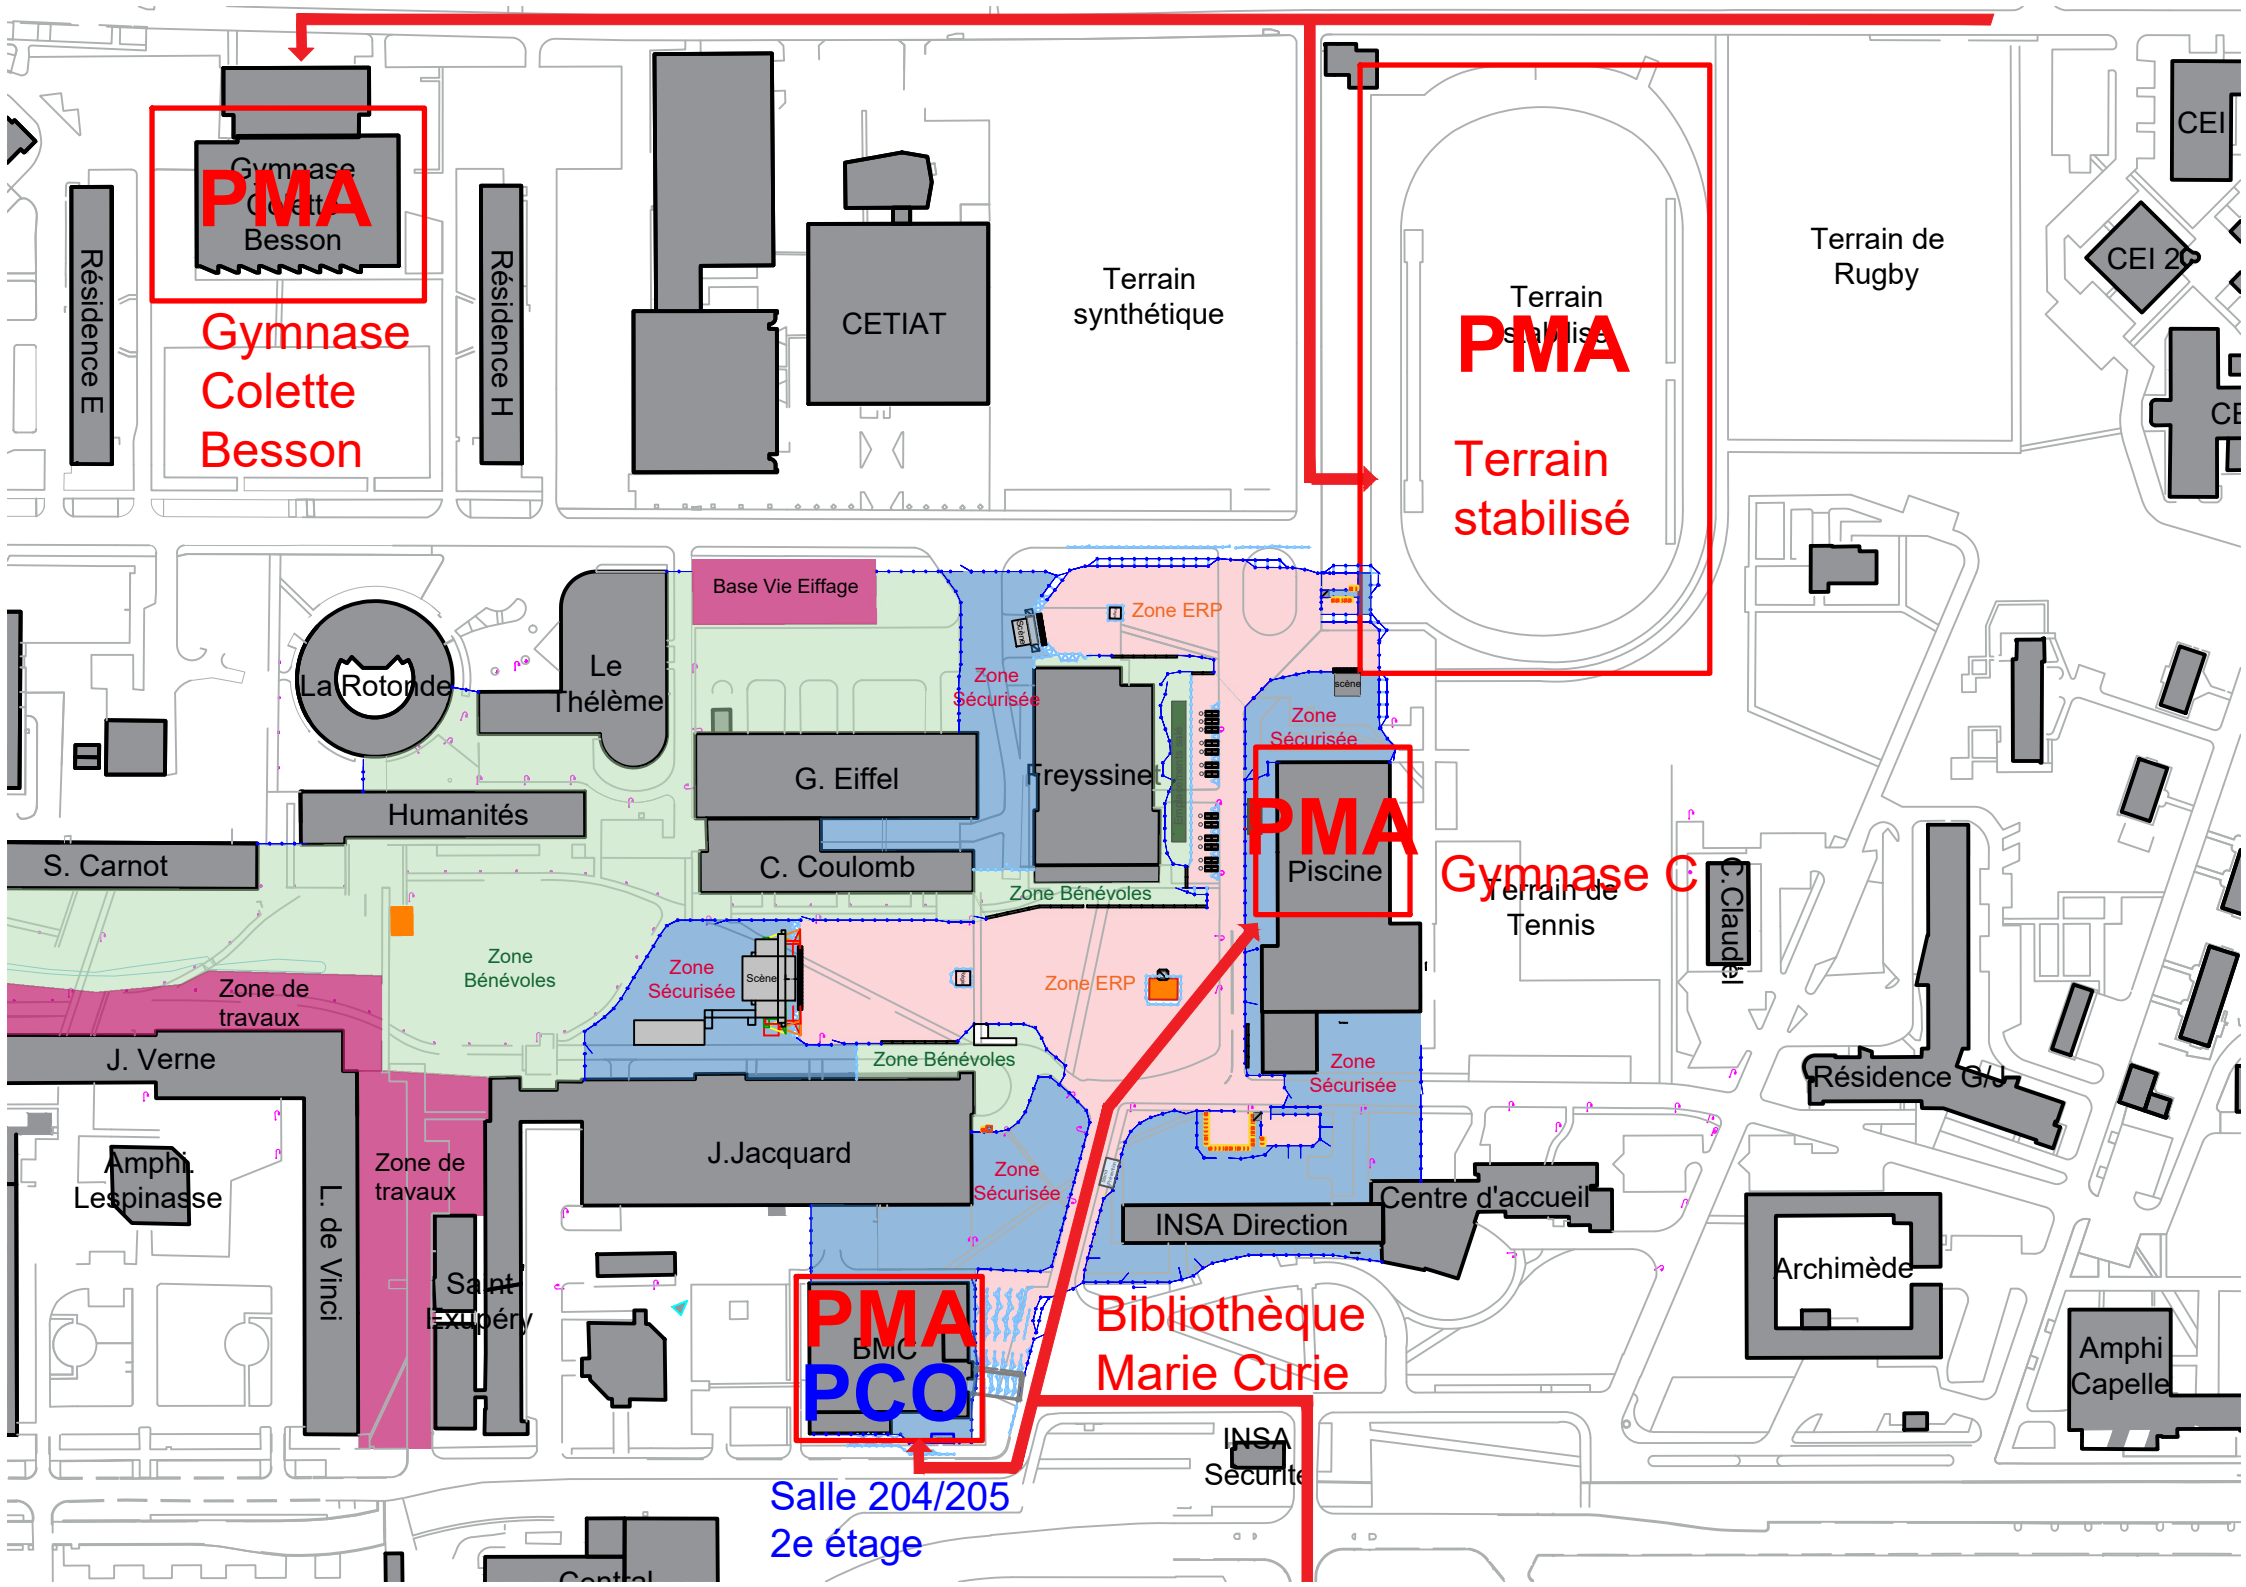 CEI
Gymnase
Colette
Besson
PMA
Gymnase
Colette
Besson
Résidence E
Résidence H
CETIAT
Terrain
synthétique
Terrain
stabilisé
PMA
Terrain
stabilisé
Terrain de
Rugby
CEI 2
CE
Base Vie Eiffage
Zone ERP
Scène
Zone
Sécurisée
La Rotonde
Le
Thélème
scène
Zone
Sécurisée
G. Eiffel
Freyssinet
Humanités
PMA
Piscine
Gymnase C
Terrain de
Tennis
C.Claudel
S. Carnot
C. Coulomb
Zone Bénévoles
Zone
Bénévoles
Zone
Sécurisée
Scène
Zone ERP
Zone de
travaux
J. Verne
Zone Bénévoles
Zone
Sécurisée
Résidence G/J
J.Jacquard
Zone
Sécurisée
Amphi.
Lespinasse
Zone de
travaux
L. de Vinci
Saint
Exupéry
INSA Direction
Centre d'accueil
Archimède
PMA
BMC
PCO
Bibliothèque
Marie Curie
Amphi
Capelle
INSA
Sécurité
Salle 204/205
2e étage
Central